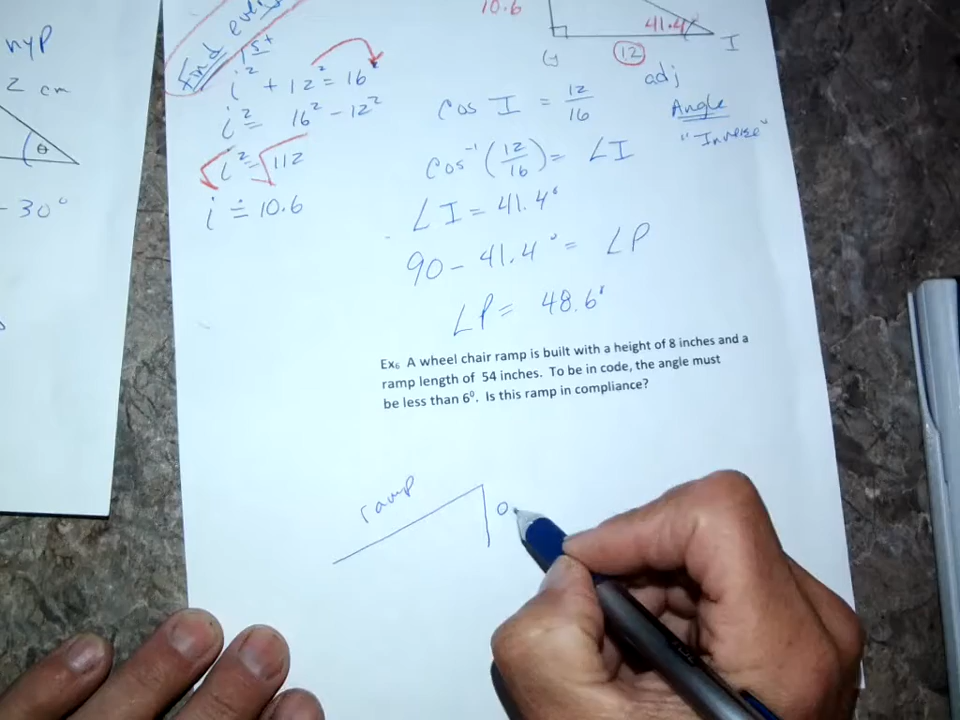 hyp
2 cm
θ
30°
Find
1st
i² + 12² = 16²
i² = 16² - 12²
√i² = √112
i ≐ 10.6
10.6
41.4°
I
12
adj
Angle
"Inverse"
cos I = 12/16
cos⁻¹(12/16) = ∠I
∠I = 41.4°
90 - 41.4° = ∠P
∠P = 48.6°
Ex₆ A wheel chair ramp is built with a height of 8 inches and a
ramp length of 54 inches. To be in code, the angle must
be less than 6⁰. Is this ramp in compliance?
ramp
O